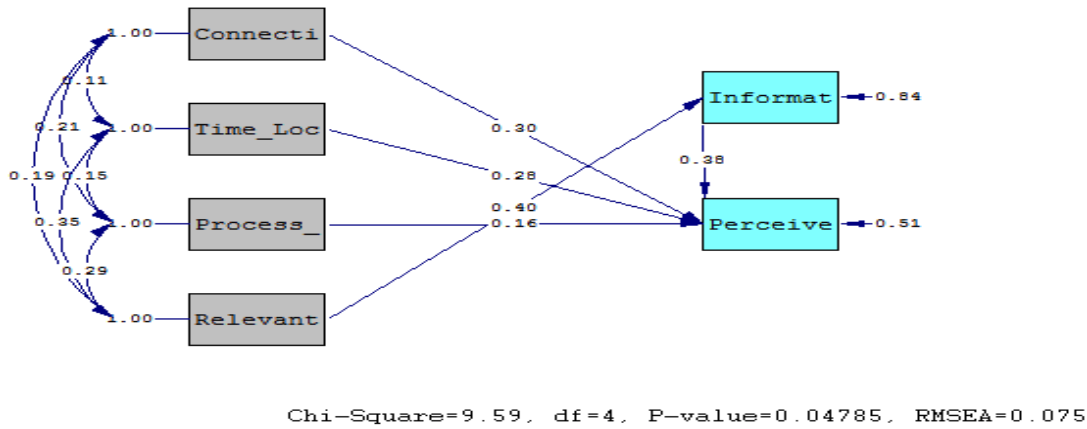 1.00 Connecti
0.11
Informat 0.84
0.21 1.00 Time_Loc 0.30
0.38
0.19 0.15 0.28
0.40
0.35 1.00 Process_ 0.16 Perceive 0.51
0.29
1.00 Relevant
Chi-Square=9.59, df=4, P-value=0.04785, RMSEA=0.075